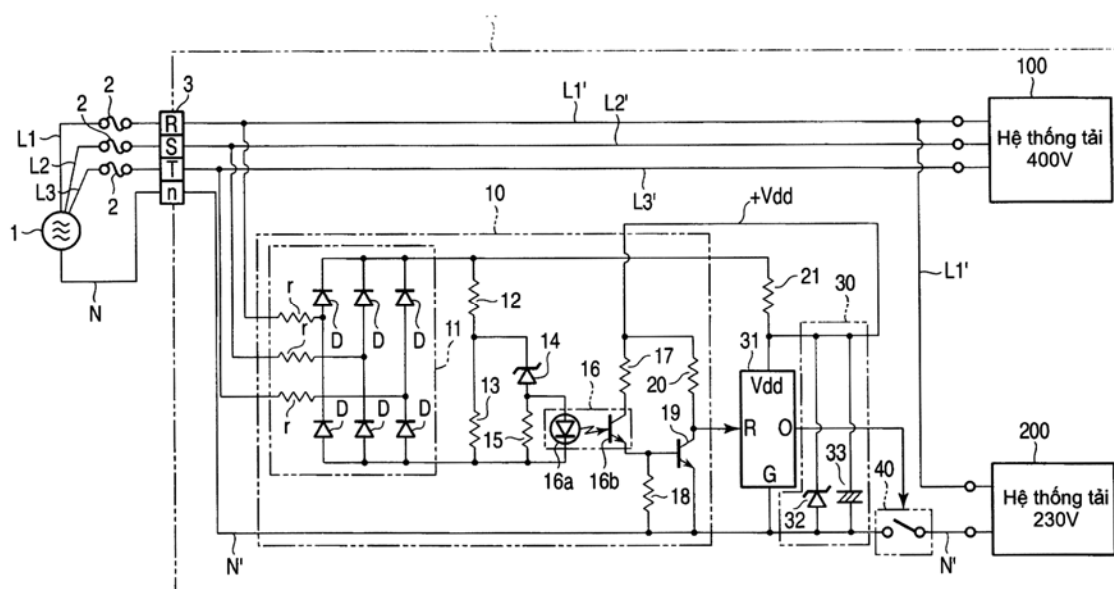 100
2
2
3
L1'
L2'
R
S
T
n
L1
L2
L3
2
Hệ thống tải
400V
1
N
L3'
10
+Vdd
L1'
21
30
r
D
D
D
12
11
r
14
16
17
31
Vdd
20
13
r
D
D
D
15
19
R
O
33
40
200
G
16a
16b
18
32
Hệ thống tải
230V
N'
N'